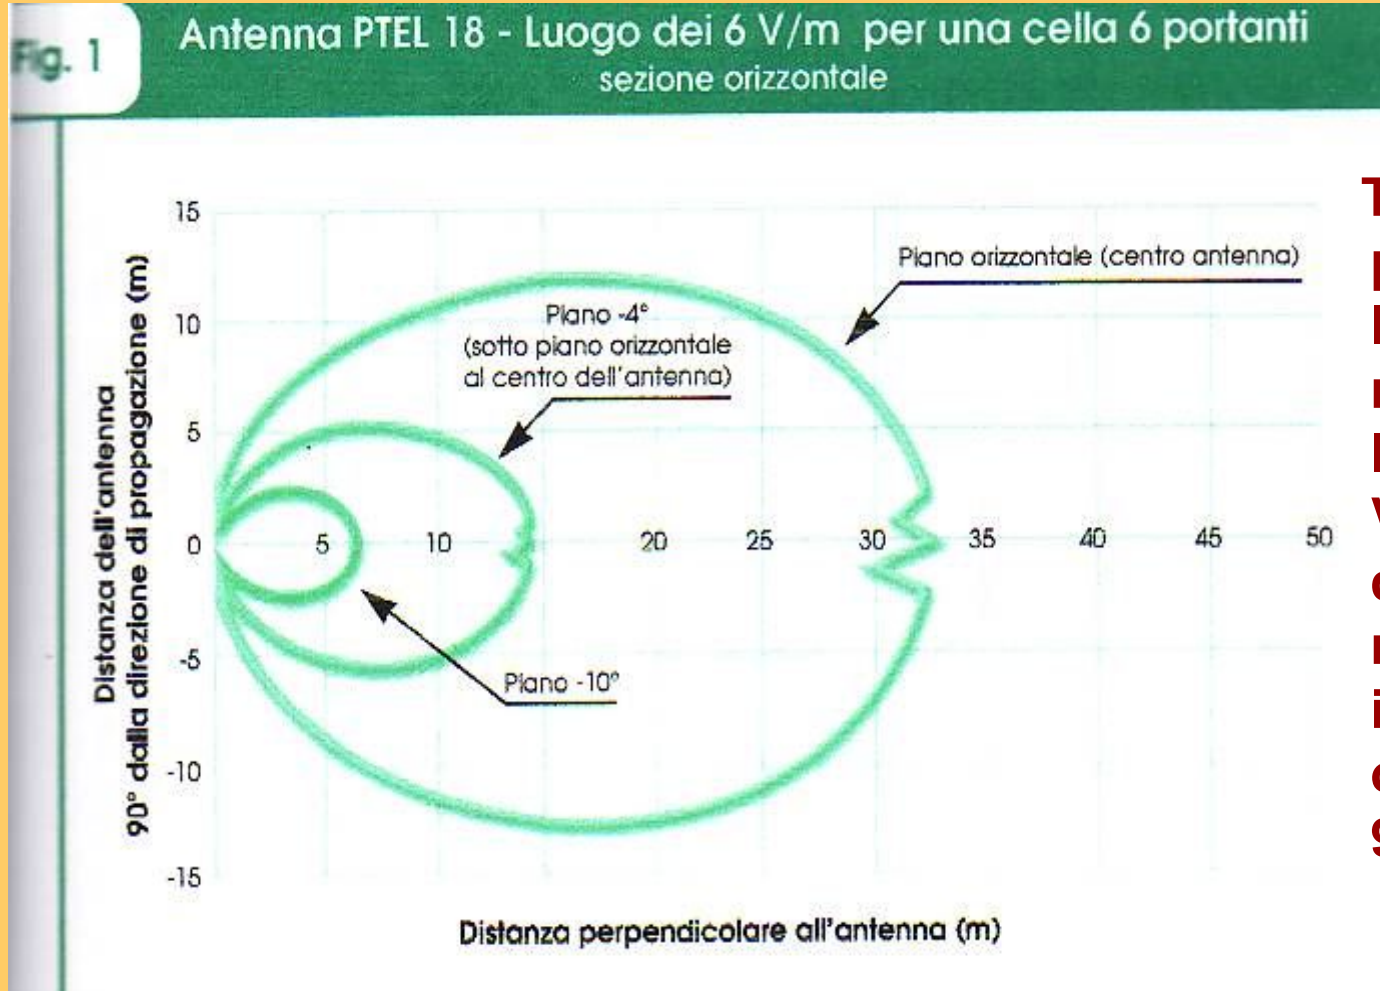 Fig. 1
Antenna PTEL 18 - Luogo dei 6 V/m per una cella 6 portanti
sezione orizzontale
Distanza dell'antenna
90° dalla direzione di propagazione (m)
15
10
5
0
-5
-10
-15
Piano orizzontale (centro antenna)
Piano -4°
(sotto piano orizzontale
al centro dell'antenna)
5 10 20 25 30 35 40 45 50
Piano -10°
Distanza perpendicolare all'antenna (m)